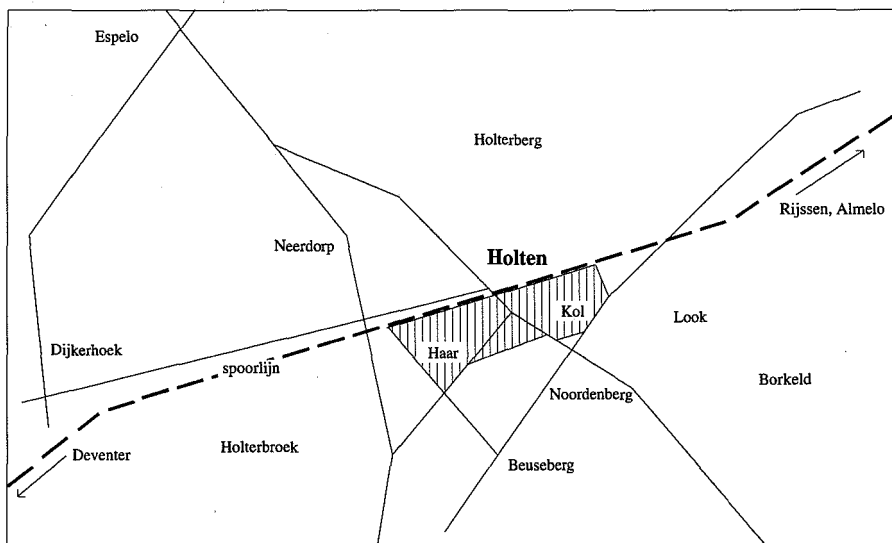 Espelo
Holterberg
Rijssen, Almelo
Neerdorp
Holten
Kol
Look
Dijkerhoek
Haar
spoorlijn
Borkeld
Noordenberg
Holterbroek
Deventer
Beuseberg